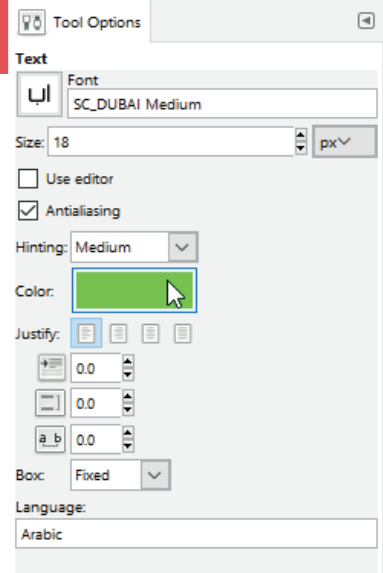 Tool Options
Text
اب
Font
SC_DUBAI Medium
Size: 18 px
Use editor
Antialiasing
Hinting: Medium
Color:
Justify:
0.0
0.0
a b 0.0
Box: Fixed
Language:
Arabic